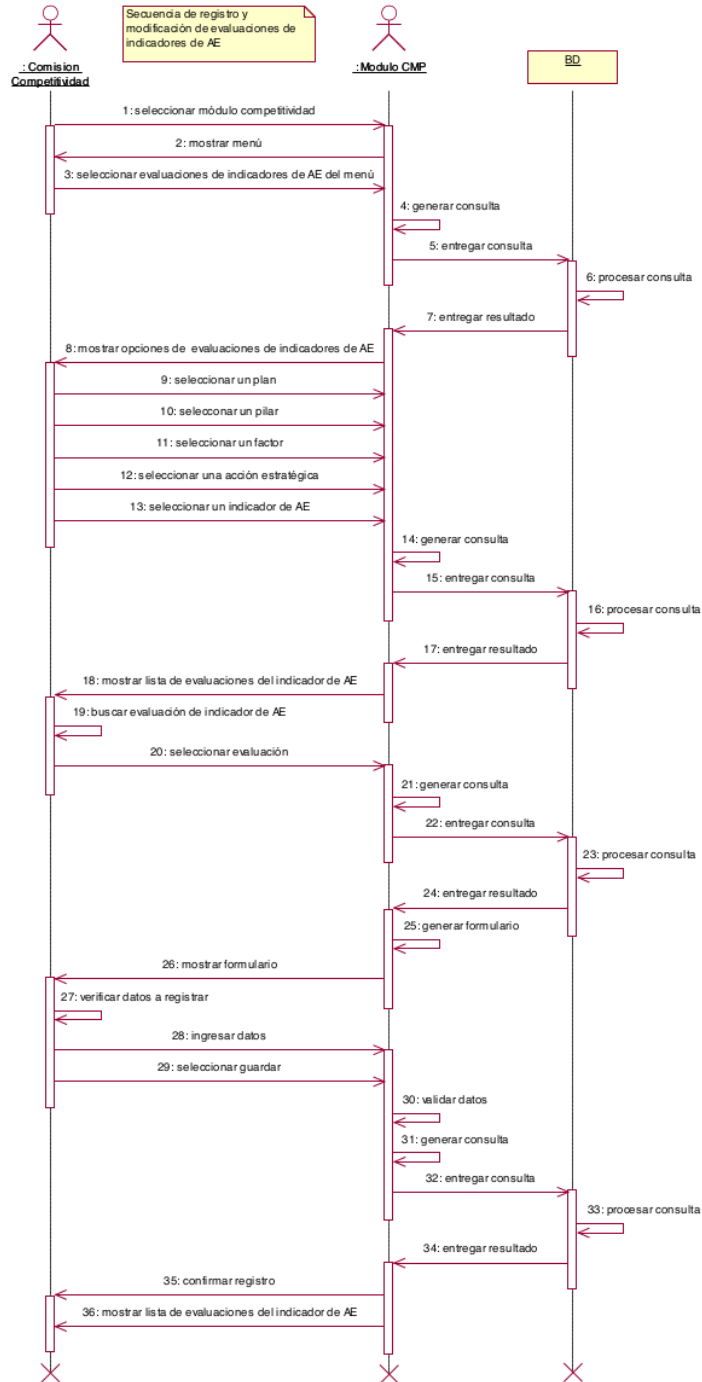 Secuencia de registro y
modificación de evaluaciones de
indicadores de AE
: Comision
Competitividad
: Modulo CMP
BD
1: seleccionar módulo competitividad
2: mostrar menú
3: seleccionar evaluaciones de indicadores de AE del menú
4: generar consulta
5: entregar consulta
6: procesar consulta
7: entregar resultado
8: mostrar opciones de evaluaciones de indicadores de AE
9: seleccionar un plan
10: selecconar un pilar
11: seleccionar un factor
12: seleccionar una acción estratégica
13: seleccionar un indicador de AE
14: generar consulta
15: entregar consulta
16: procesar consulta
17: entregar resultado
18: mostrar lista de evaluaciones del indicador de AE
19: buscar evaluación de indicador de AE
20: seleccionar evaluación
21: generar consulta
22: entregar consulta
23: procesar consulta
24: entregar resultado
25: generar formulario
26: mostrar formulario
27: verificar datos a registrar
28: ingresar datos
29: seleccionar guardar
30: validar datos
31: generar consulta
32: entregar consulta
33: procesar consulta
34: entregar resultado
35: confirmar registro
36: mostrar lista de evaluaciones del indicador de AE